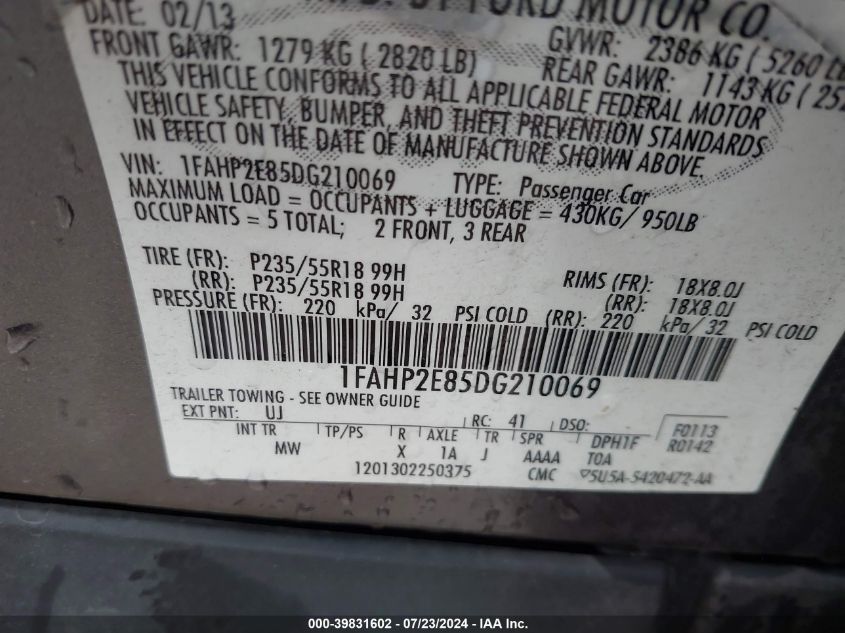 DATE: 02/13
FORD MOTOR CO.
FRONT GAWR: 1279 KG ( 2820 LB)
GVWR: 2386 KG ( 5260 LB
REAR GAWR: 1143 KG ( 252
THIS VEHICLE CONFORMS TO ALL APPLICABLE FEDERAL MOTOR
VEHICLE SAFETY, BUMPER, AND THEFT PREVENTION STANDARDS
IN EFFECT ON THE DATE OF MANUFACTURE SHOWN ABOVE.
VIN: 1FAHP2E85DG210069 TYPE: Passenger Car
MAXIMUM LOAD = OCCUPANTS + LUGGAGE = 430KG/ 950LB
OCCUPANTS = 5 TOTAL; 2 FRONT, 3 REAR
TIRE (FR): P235/55R18 99H RIMS (FR): 18X8.0J
(RR): P235/55R18 99H (RR): 18X8.0J
PRESSURE (FR): 220 kPa/ 32 PSI COLD (RR): 220 kPa/ 32 PSI COLD
1FAHP2E85DG210069
TRAILER TOWING - SEE OWNER GUIDE
EXT PNT: UJ RC: 41 DSO: F0113
INT TR TP/PS R AXLE TR SPR DPH1F R0142
MW X 1A J AAAA TOA
1201302250375 CMC 5U5A-5420472-AA
000-39831602 / 07/23/2024 - IAA Inc.